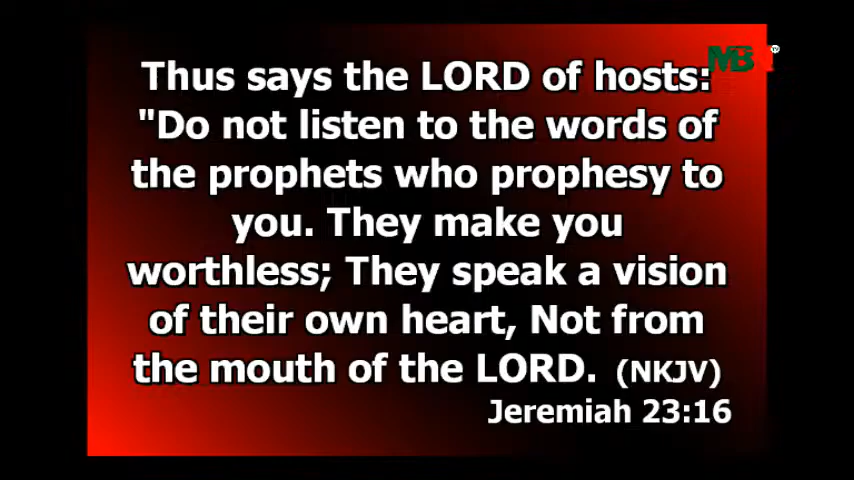 Thus says the LORD of hosts:
"Do not listen to the words of
the prophets who prophesy to
you. They make you
worthless; They speak a vision
of their own heart, Not from
the mouth of the LORD. (NKJV)
Jeremiah 23:16